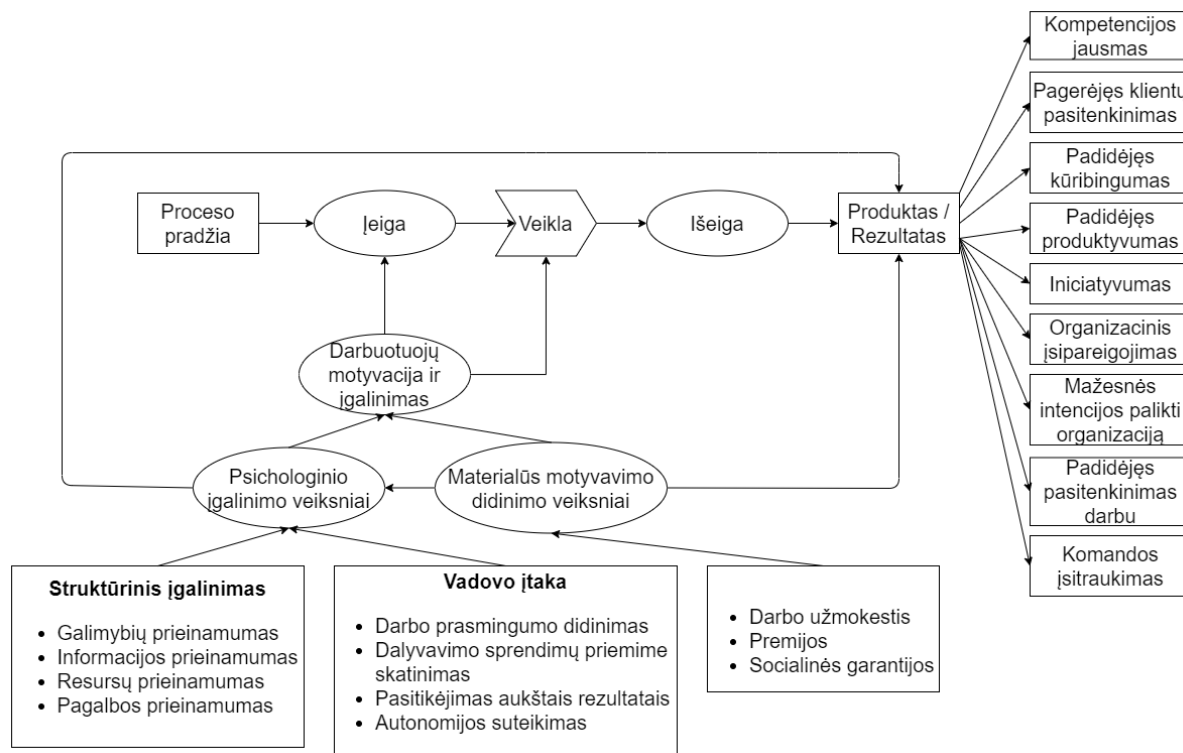 Kompetencijos
jausmas
Pagerėjęs klientų
pasitenkinimas
Padidėjęs
kūribingumas
Padidėjęs
produktyvumas
Iniciatyvumas
Organizacinis
įsipareigojimas
Mažesnės
intencijos palikti
organizaciją
Padidėjęs
pasitenkinimas
darbu
Komandos
įsitraukimas
Proceso
pradžia
Įeiga
Veikla
Išeiga
Produktas /
Rezultatas
Darbuotuojų
motyvacija ir
įgalinimas
Psichologinio
įgalinimo veiksniai
Materialūs motyvavimo
didinimo veiksniai
Struktūrinis įgalinimas
• Galimybių prieinamumas
• Informacijos prieinamumas
• Resursų prieinamumas
• Pagalbos prieinamumas
Vadovo įtaka
• Darbo prasmingumo didinimas
• Dalyvavimo sprendimų priemime
skatinimas
• Pasitikėjimas aukštais rezultatais
• Autonomijos suteikimas
• Darbo užmokestis
• Premijos
• Socialinės garantijos